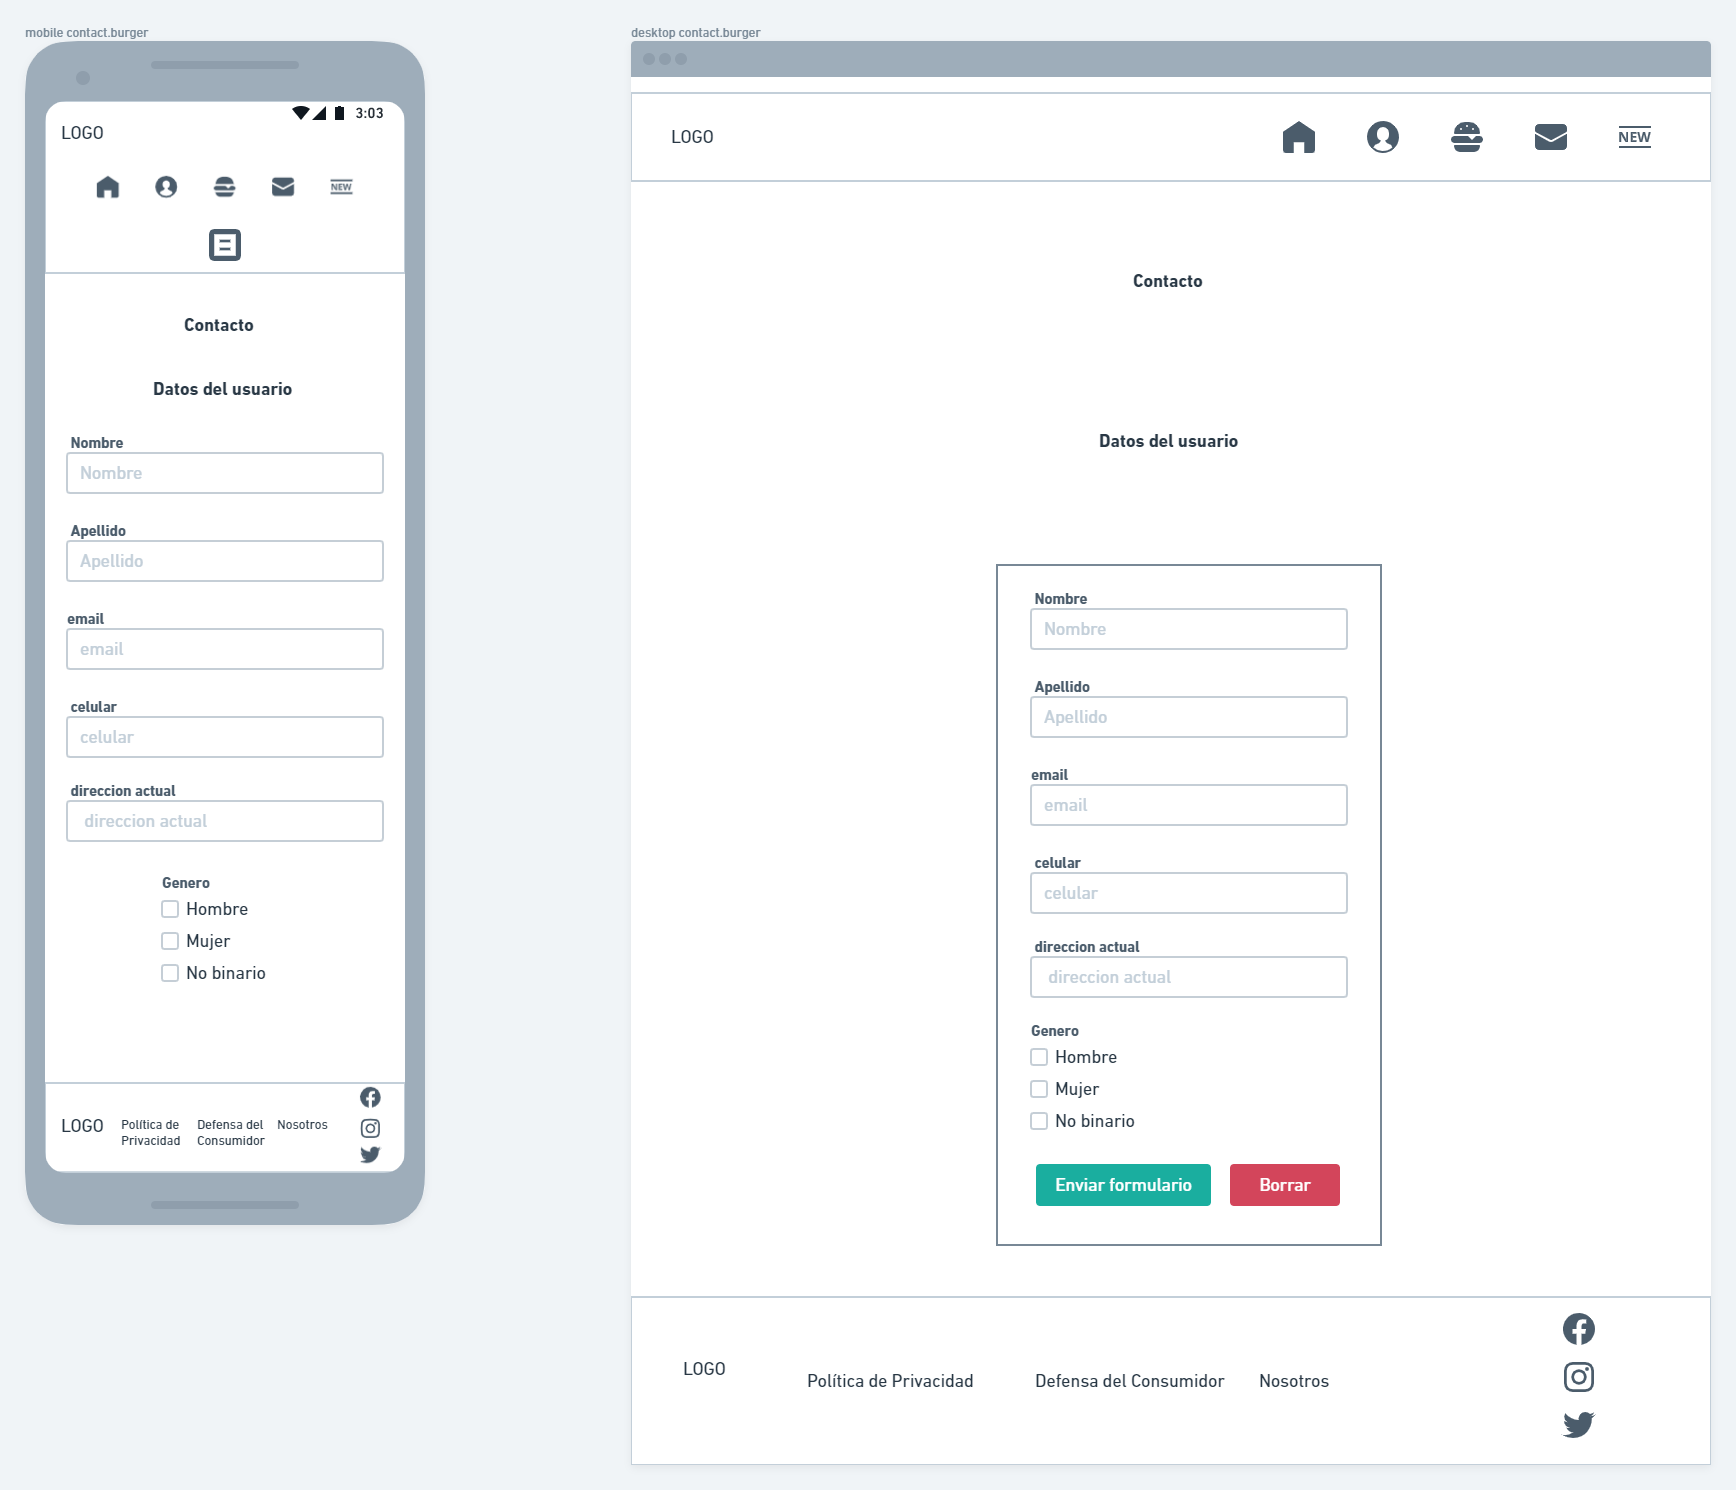 mobile contact.burger
3:03
LOGO
NEW
Contacto
Datos del usuario
Nombre
Nombre
Apellido
Apellido
email
email
celular
celular
direccion actual
direccion actual
Genero
Hombre
Mujer
No binario
LOGO
Política de
Privacidad
Defensa del
Consumidor
Nosotros
desktop contact.burger
LOGO
NEW
Contacto
Datos del usuario
Nombre
Nombre
Apellido
Apellido
email
email
celular
celular
direccion actual
direccion actual
Genero
Hombre
Mujer
No binario
Enviar formulario
Borrar
LOGO
Política de Privacidad
Defensa del Consumidor
Nosotros